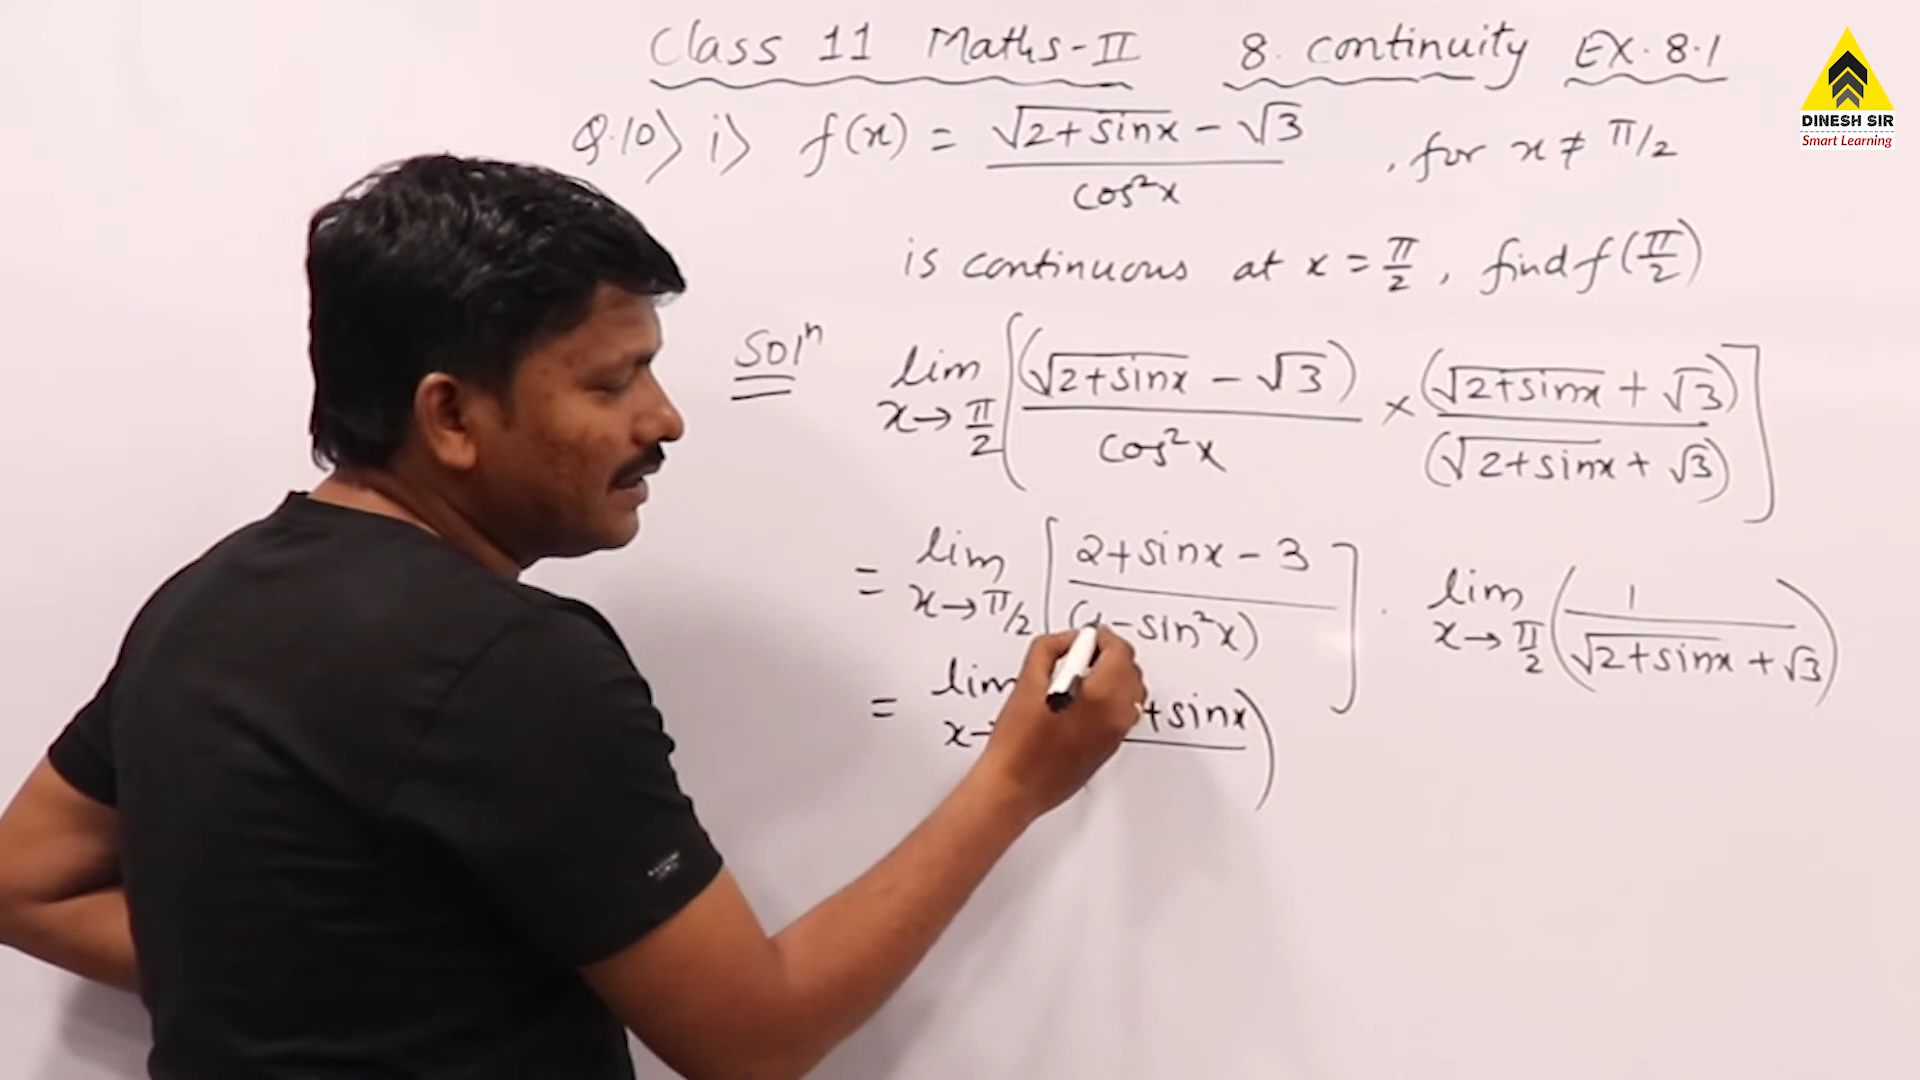 Class 11 Maths-II 8. continuity EX. 8.1
DINESH SIR
Smart Learning
Q.10> i> f(x) = √2+sinx - √3 / cos²x , for x ≠ π/2
is continuous at x = π/2 , find f(π/2)
Solⁿ lim x→π/2 [(√2+sinx - √3) / cos²x × (√2+sinx + √3) / (√2+sinx + √3)]
= lim x→π/2 [2+sinx - 3 / (1-sin²x)] . lim x→π/2 (1 / √2+sinx + √3)
= lim x→ +sinx)